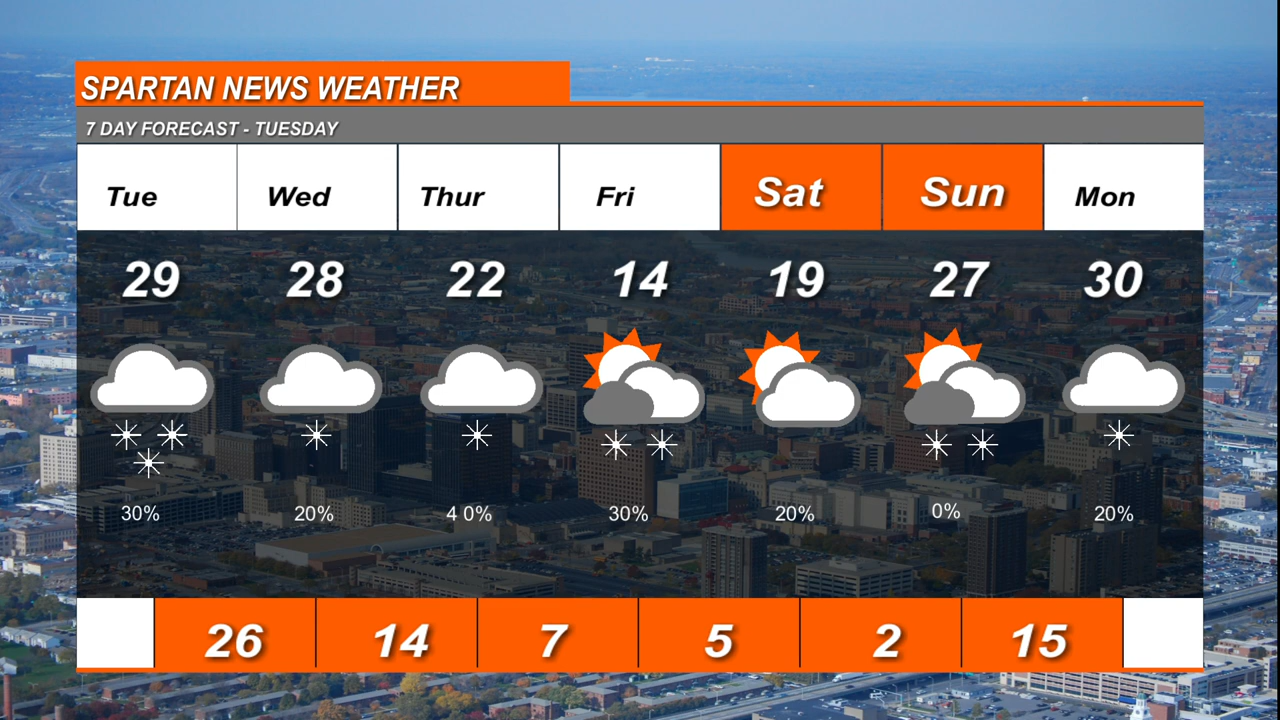 SPARTAN NEWS WEATHER
7 DAY FORECAST - TUESDAY
Tue Wed Thur Fri Sat Sun Mon
29 28 22 14 19 27 30
30% 20% 4 0% 30% 20% 0% 20%
26 14 7 5 2 15